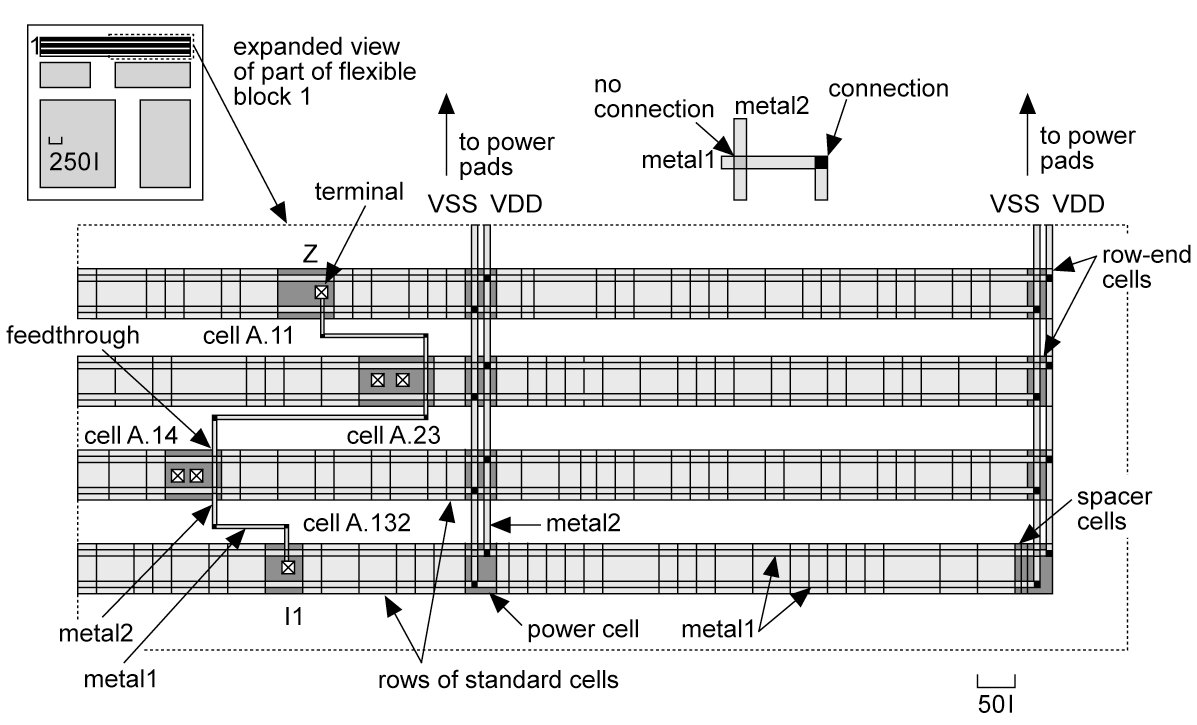 1
expanded view
of part of flexible
block 1
250l
no
connection
metal2
connection
metal1
to power
pads
to power
pads
terminal
VSS VDD
VSS VDD
Z
row-end
cells
feedthrough
cell A.11
cell A.14
cell A.23
spacer
cells
cell A.132
metal2
I1
metal2
power cell
metal1
metal1
rows of standard cells
50l